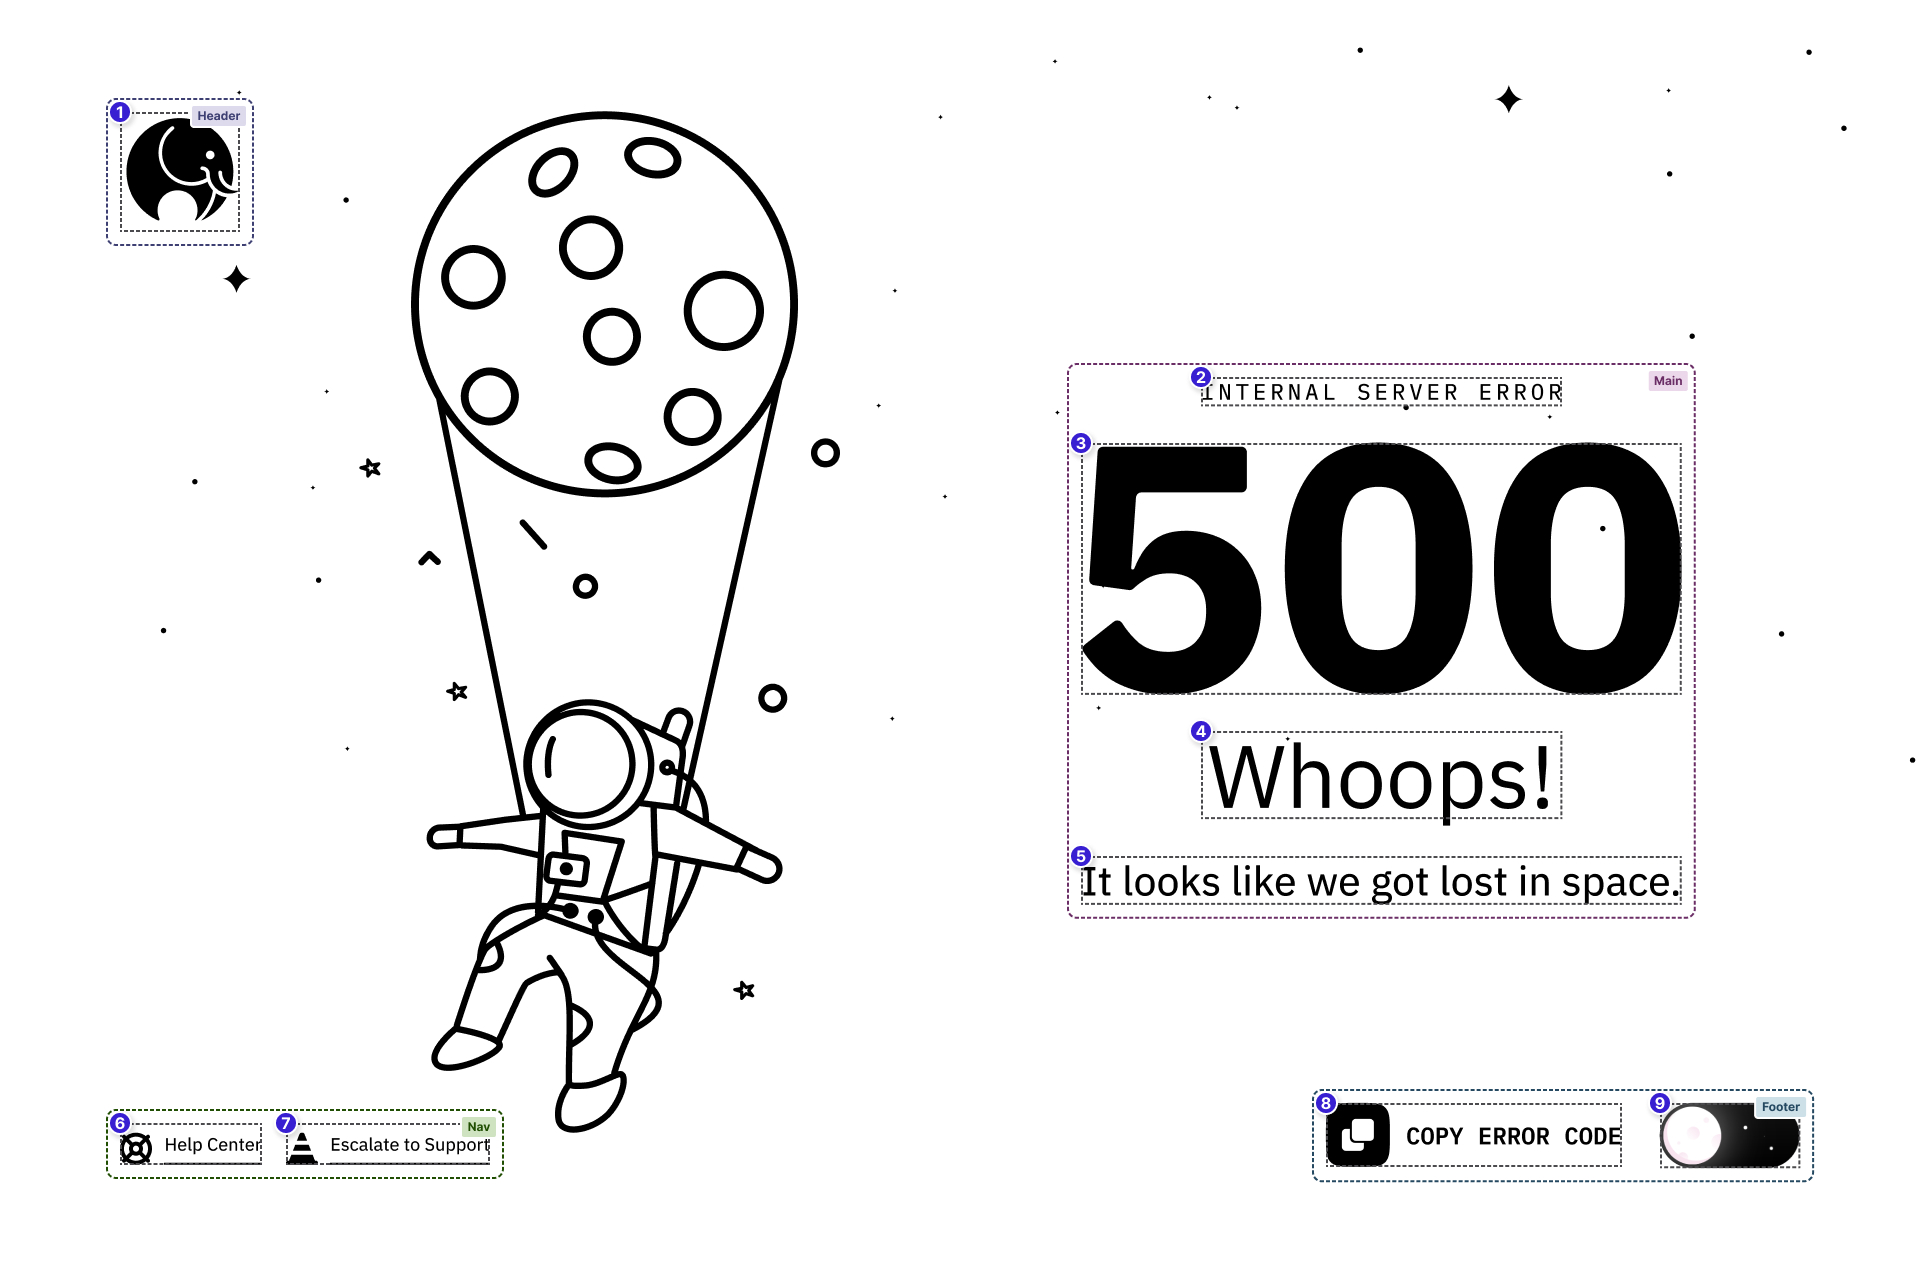 1
Header
2
INTERNAL SERVER ERROR
Main
3
500
4
Whoops!
5
It looks like we got lost in space.
6
Help Center
7
Escalate to Support
Nav
8
COPY ERROR CODE
9
Footer